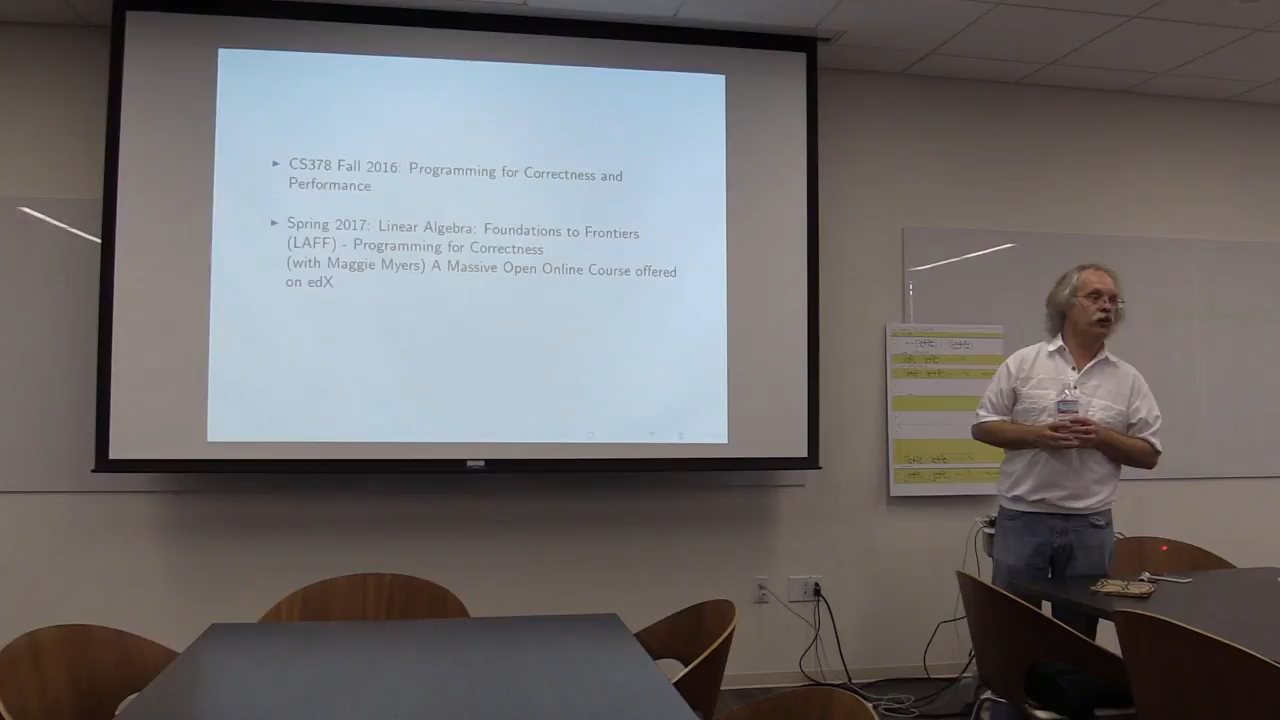 CS378 Fall 2016: Programming for Correctness and
Performance
Spring 2017: Linear Algebra: Foundations to Frontiers
(LAFF) - Programming for Correctness
(with Maggie Myers) A Massive Open Online Course offered
on edX